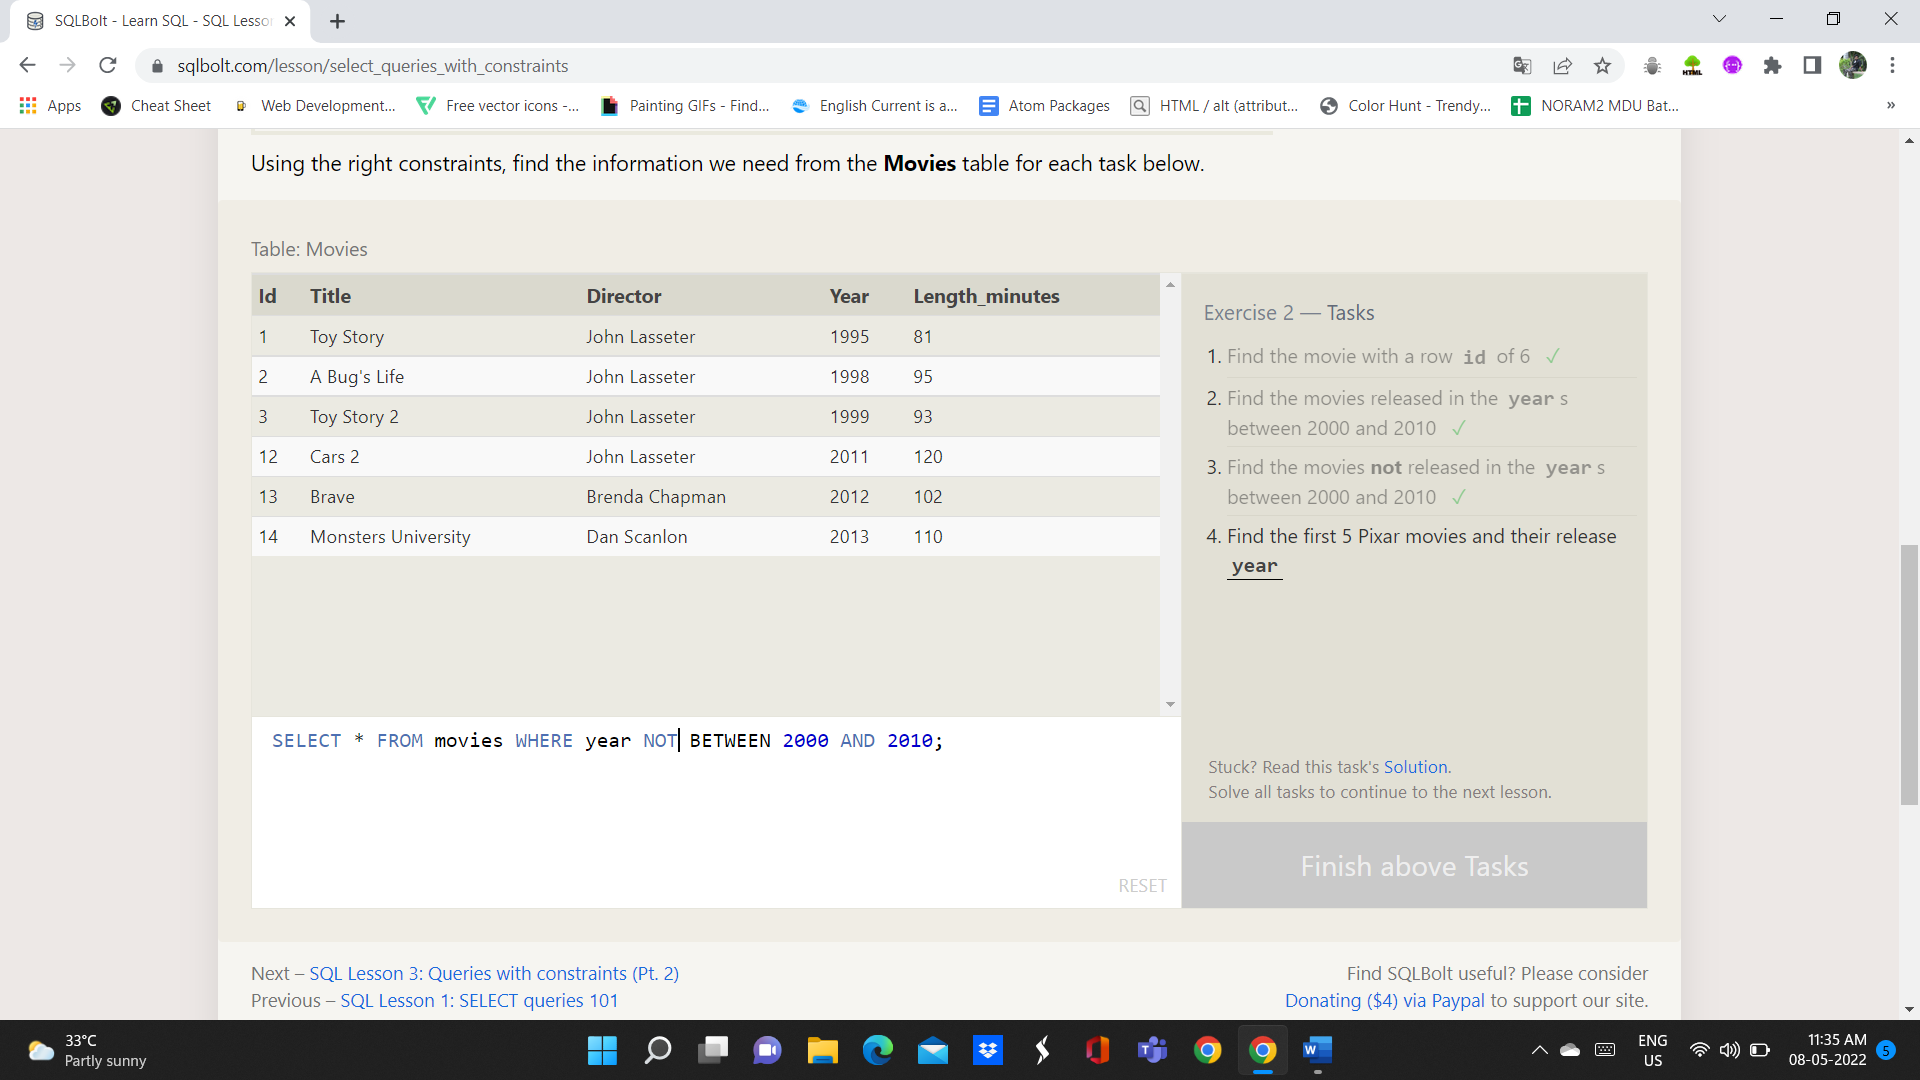 SQLBolt - Learn SQL - SQL Lesso
sqlbolt.com/lesson/select_queries_with_constraints
HTML
Apps
Cheat Sheet
Web Development...
Free vector icons -...
Painting GIFs - Find...
English Current is a...
Atom Packages
HTML / alt (attribut...
Color Hunt - Trendy...
NORAM2 MDU Bat...
»
Using the right constraints, find the information we need from the Movies table for each task below.
Table: Movies
Id Title Director Year Length_minutes
1 Toy Story John Lasseter 1995 81
2 A Bug's Life John Lasseter 1998 95
3 Toy Story 2 John Lasseter 1999 93
12 Cars 2 John Lasseter 2011 120
13 Brave Brenda Chapman 2012 102
14 Monsters University Dan Scanlon 2013 110
SELECT * FROM movies WHERE year NOT BETWEEN 2000 AND 2010;
RESET
Exercise 2 — Tasks
1. Find the movie with a row id of 6 ✓
2. Find the movies released in the year s
between 2000 and 2010 ✓
3. Find the movies not released in the year s
between 2000 and 2010 ✓
4. Find the first 5 Pixar movies and their release
year
Stuck? Read this task's Solution.
Solve all tasks to continue to the next lesson.
Finish above Tasks
Next – SQL Lesson 3: Queries with constraints (Pt. 2)
Previous – SQL Lesson 1: SELECT queries 101
Find SQLBolt useful? Please consider
Donating ($4) via Paypal to support our site.
33°C
Partly sunny
ENG
US
11:35 AM
08-05-2022
5